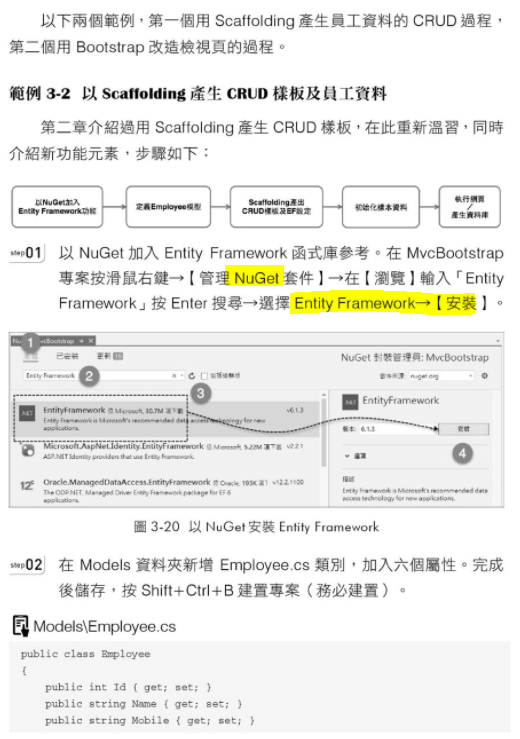 以下兩個範例，第一個用 Scaffolding 產生員工資料的 CRUD 過程，
第二個用 Bootstrap 改造檢視頁的過程。
範例 3-2 以 Scaffolding 產生 CRUD 樣板及員工資料
第二章介紹過用 Scaffolding 產生 CRUD 樣板，在此重新溫習，同時
介紹新功能元素，步驟如下：
以NuGet加入
Entity Framework功能
定義Employee模型
Scaffolding產出
CRUD樣板及EF設定
初始化樣本資料
執行網頁
／
產生資料庫
step01 以 NuGet 加入 Entity Framework 函式庫參考。在 MvcBootstrap
專案按滑鼠右鍵→【管理 NuGet 套件】→在【瀏覽】輸入「Entity
Framework」按 Enter 搜尋→選擇 Entity Framework→【安裝】。
1
已安裝 更新
NuGet 封裝管理員: MvcBootstrap
Entity Framework
2
套件來源: nuget.org
3
EntityFramework 由 Microsoft, 30.7M 次下載 v6.1.3
Entity Framework is Microsoft's recommended data access technology for new
applications.
Microsoft.AspNet.Identity.EntityFramework 由 Microsoft, 5.22M 次下載 v2.2.1
ASP.NET Identity providers that use Entity Framework.
Oracle.ManagedDataAccess.EntityFramework 由 Oracle, 193K 次 v12.2.1100
The ODP.NET, Managed Driver Entity Framework package for EF 6
applications.
.NET EntityFramework
版本: 6.1.3 安裝
4
選項
描述
Entity Framework is Microsoft's recommended data
access technology for new applications.
圖 3-20 以 NuGet 安裝 Entity Framework
step02 在 Models 資料夾新增 Employee.cs 類別，加入六個屬性。完成
後儲存，按 Shift+Ctrl+B 建置專案（務必建置）。
Models\Employee.cs
public class Employee
{
public int Id { get; set; }
public string Name { get; set; }
public string Mobile { get; set; }